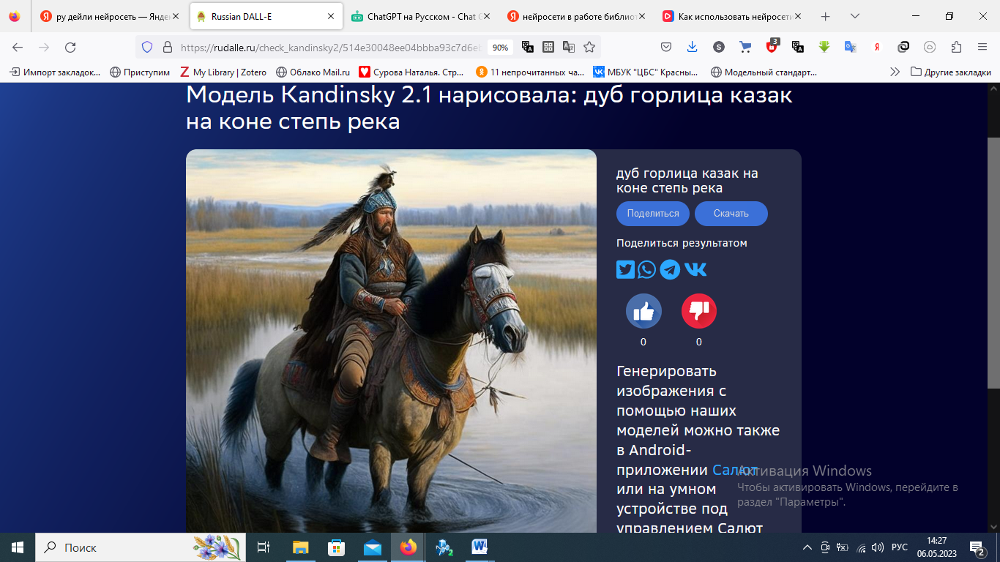 ру дейли нейросеть — Янде
Russian DALL-E
ChatGPT на Русском - Chat G
нейросети в работе библиот
Как использовать нейросети
https://rudalle.ru/check_kandinsky2/514e30048ee04bbba93c7d6eb
90%
3
Импорт закладок...
Приступим
My Library | Zotero
Облако Mail.ru
Сурова Наталья. Стр...
11 непрочитанных ча...
МБУК "ЦБС" Красны...
Модельный стандарт...
Другие закладки
Модель Kandinsky 2.1 нарисовала: дуб горлица казак
на коне степь река
дуб горлица казак на
коне степь река
Поделиться
Скачать
Поделиться результатом
0
0
Генерировать
изображения с
помощью наших
моделей можно также
в Android-
приложении Салют
или на умном
устройстве под
управлением Салют
Активация Windows
Чтобы активировать Windows, перейдите в
раздел "Параметры".
Поиск
РУС
14:27
06.05.2023
2